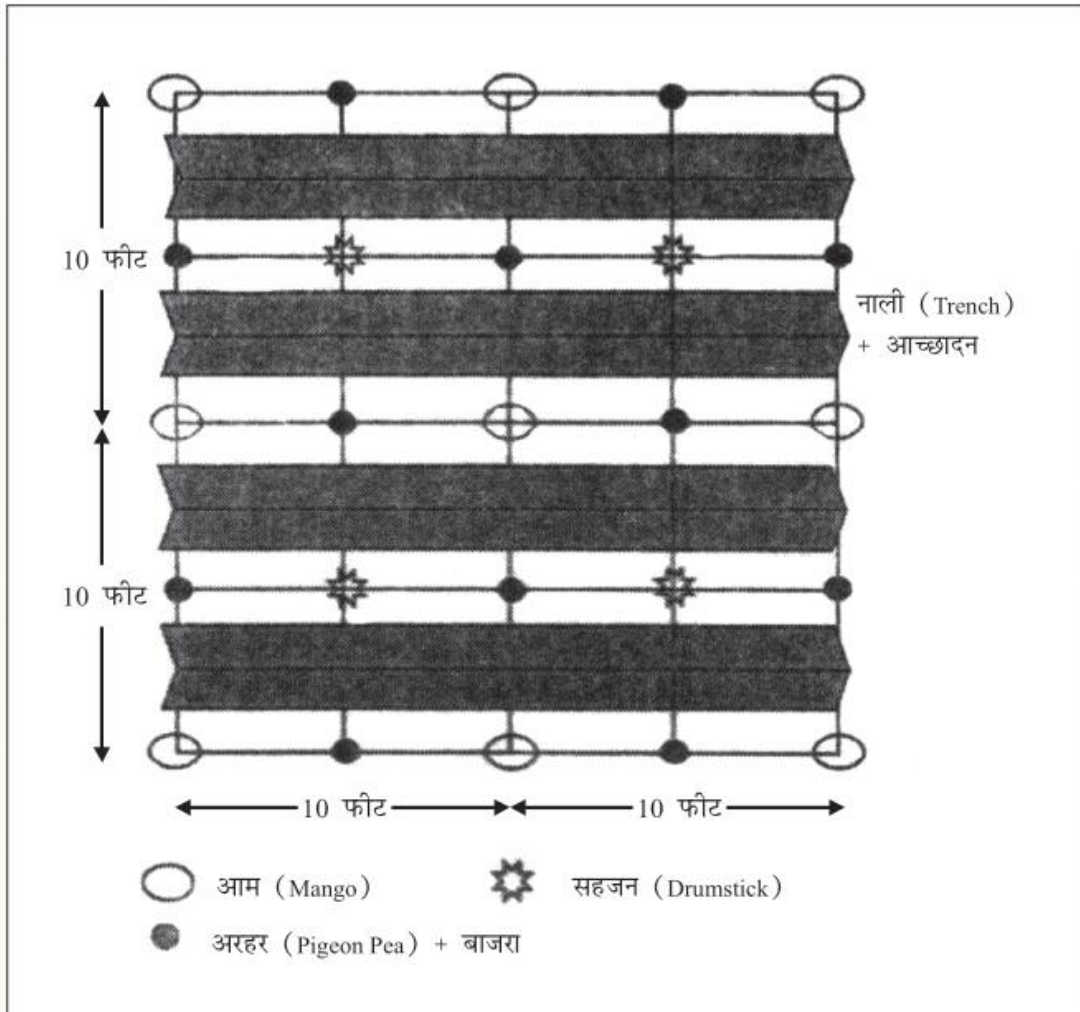 10 फीट
नाली (Trench)
+ आच्छादन
10 फीट
10 फीट 10 फीट
आम (Mango) सहजन (Drumstick)
अरहर (Pigeon Pea) + बाजरा